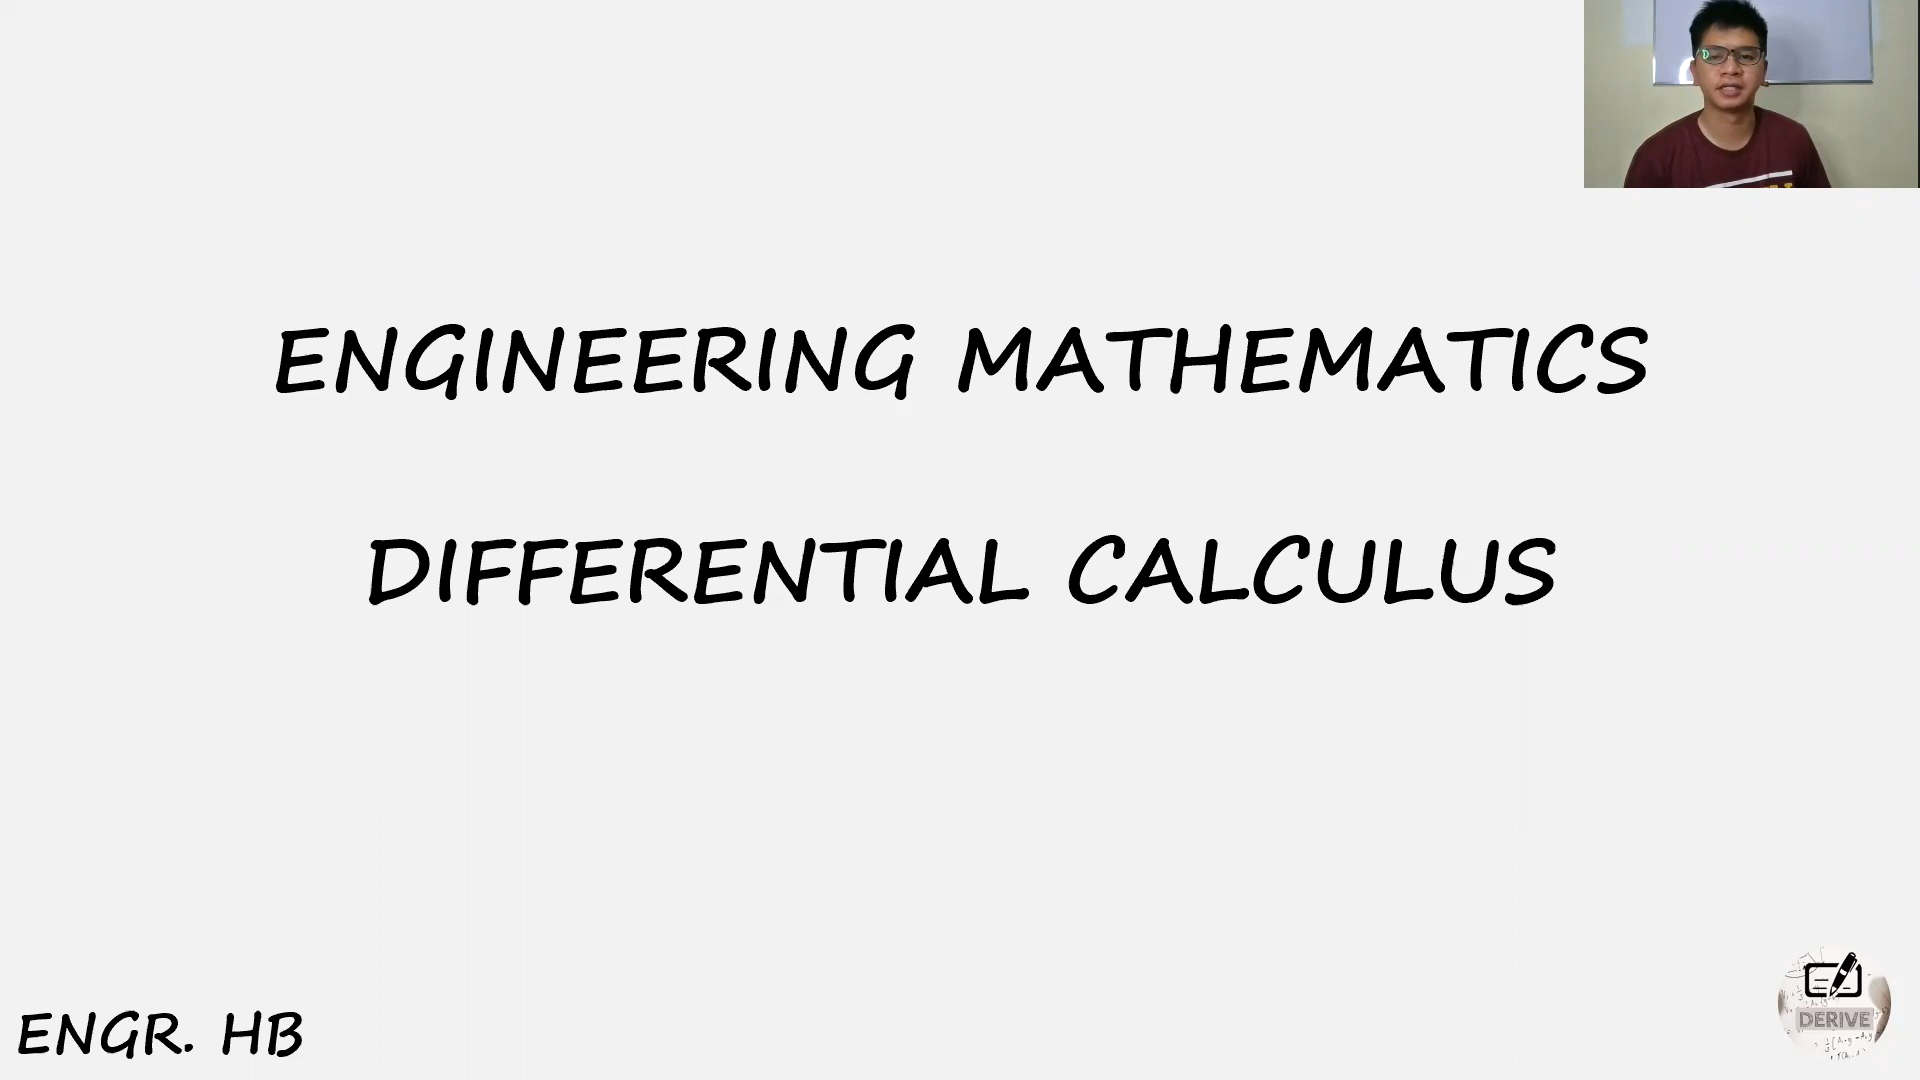 ENGINEERING MATHEMATICS
DIFFERENTIAL CALCULUS
ENGR. HB
DERIVE